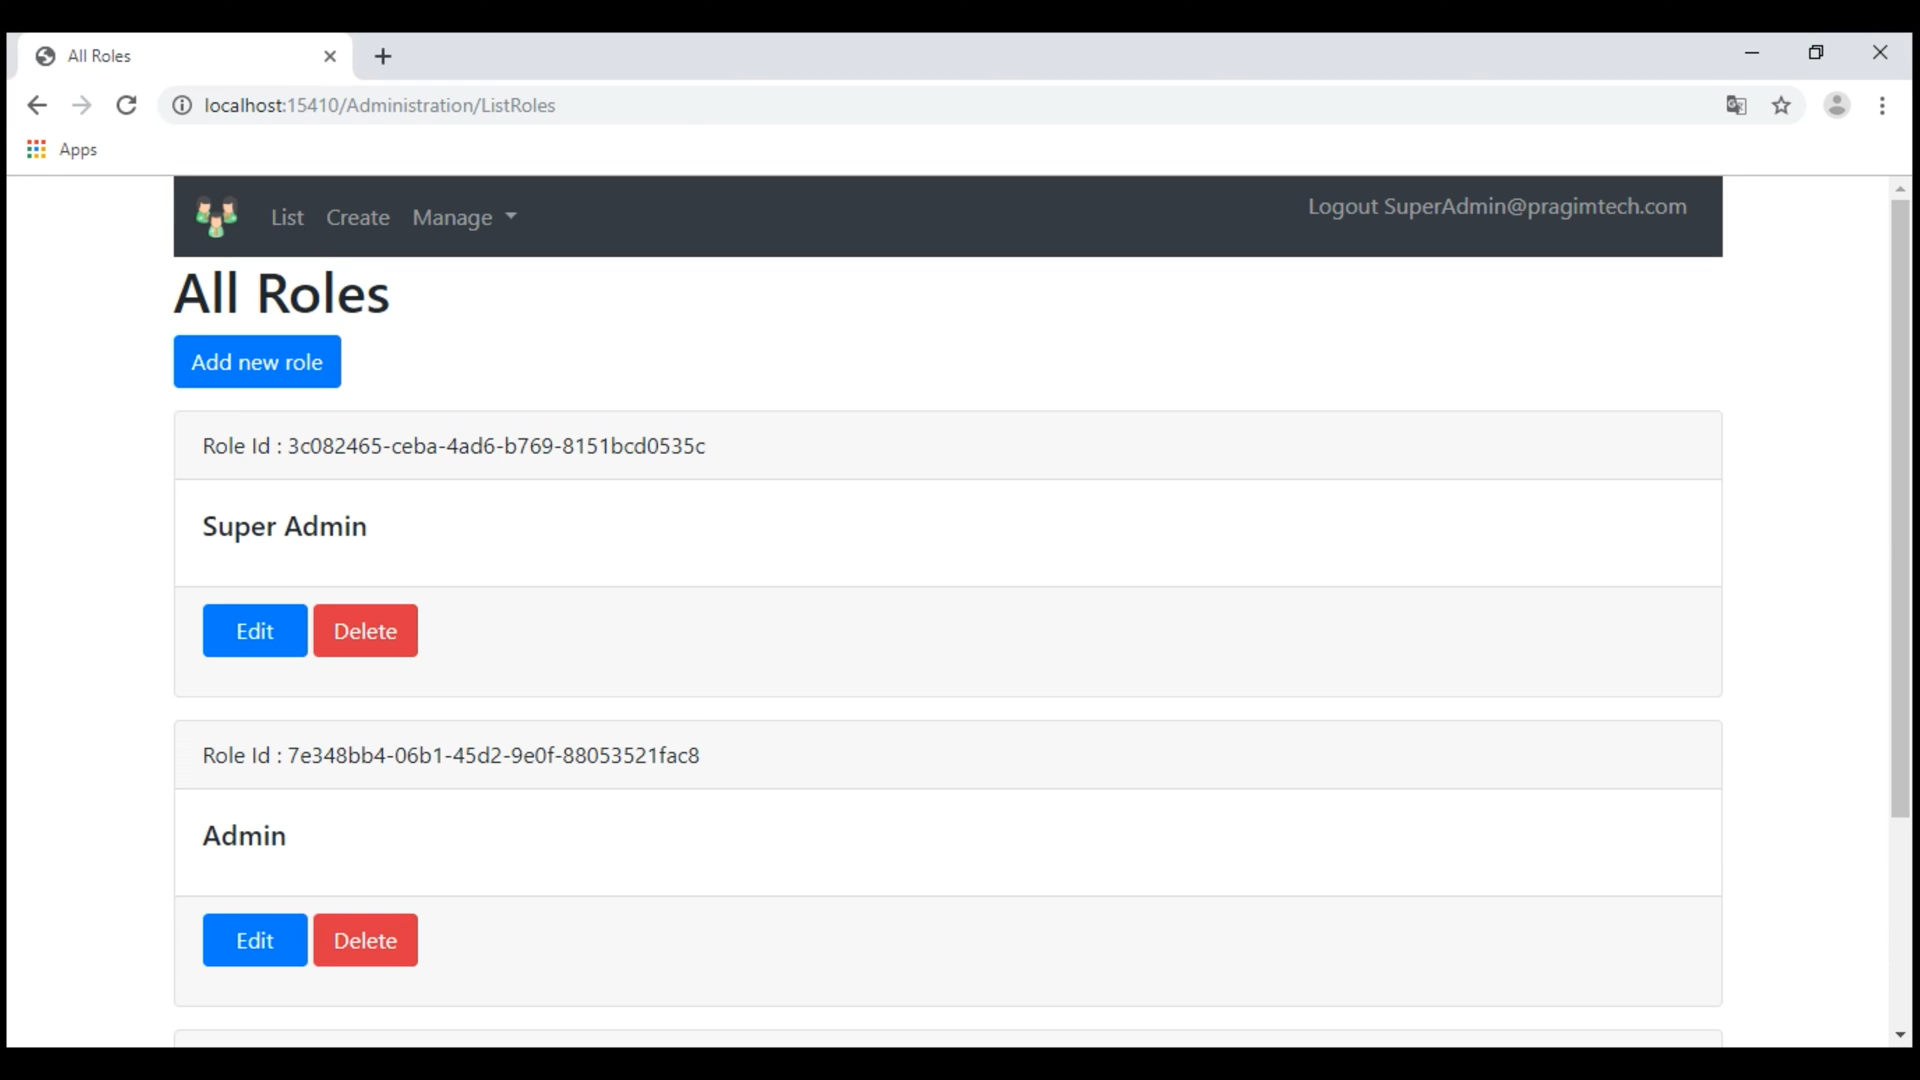 All Roles
localhost:15410/Administration/ListRoles
Apps
List Create Manage Logout SuperAdmin@pragimtech.com
All Roles
Add new role
Role Id : 3c082465-ceba-4ad6-b769-8151bcd0535c
Super Admin
Edit Delete
Role Id : 7e348bb4-06b1-45d2-9e0f-88053521fac8
Admin
Edit Delete